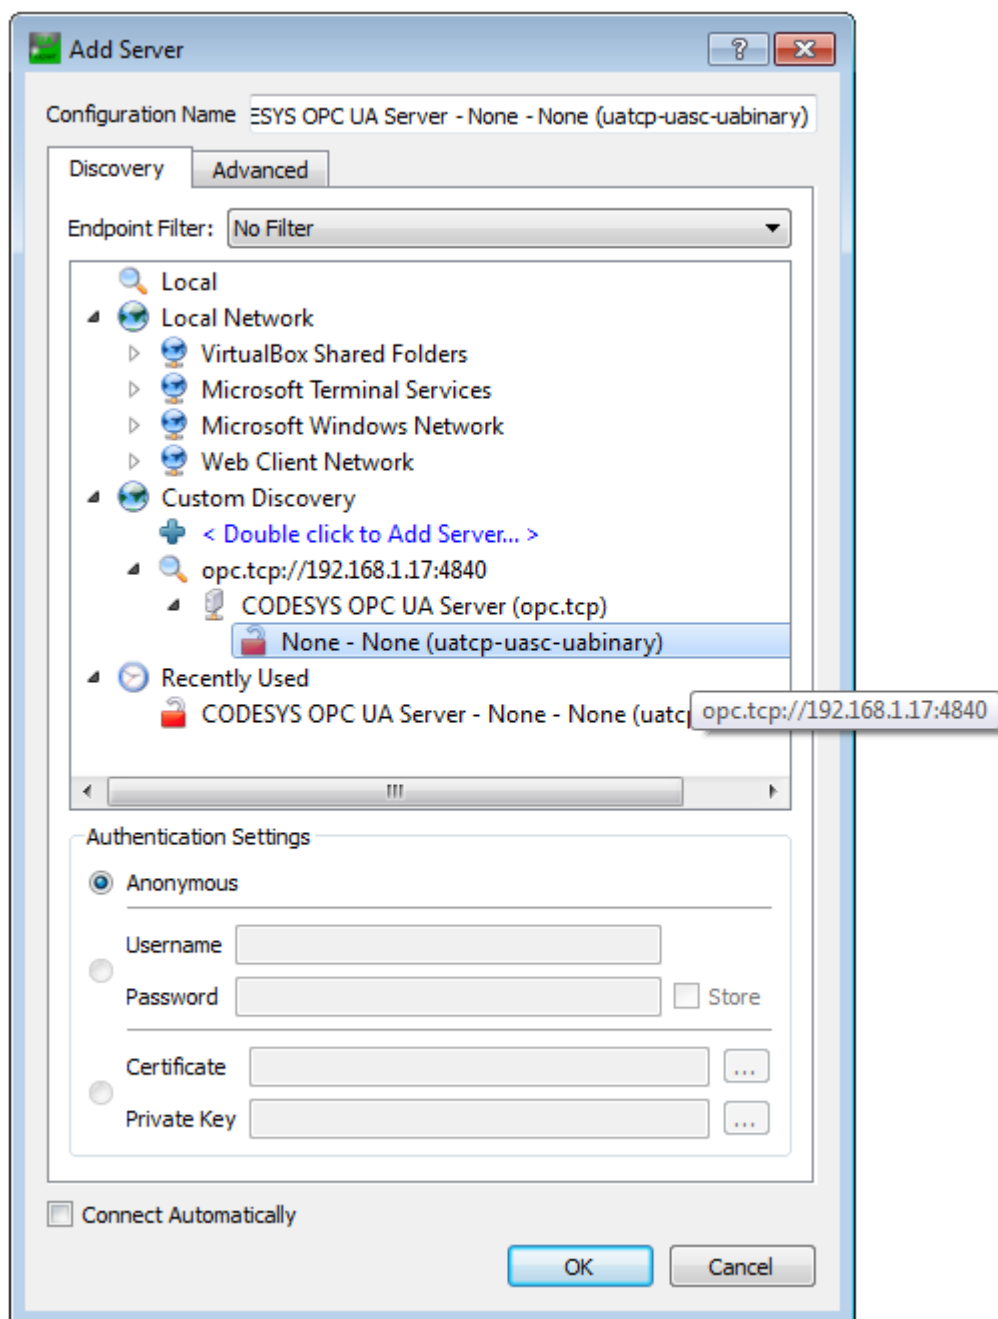 Add Server
Configuration Name ESYS OPC UA Server - None - None (uatcp-uasc-uabinary)
Discovery Advanced
Endpoint Filter: No Filter
Local
Local Network
VirtualBox Shared Folders
Microsoft Terminal Services
Microsoft Windows Network
Web Client Network
Custom Discovery
< Double click to Add Server... >
opc.tcp://192.168.1.17:4840
CODESYS OPC UA Server (opc.tcp)
None - None (uatcp-uasc-uabinary)
Recently Used
CODESYS OPC UA Server - None - None (uatcp
opc.tcp://192.168.1.17:4840
Authentication Settings
Anonymous
Username
Password Store
Certificate ...
Private Key ...
Connect Automatically
OK Cancel